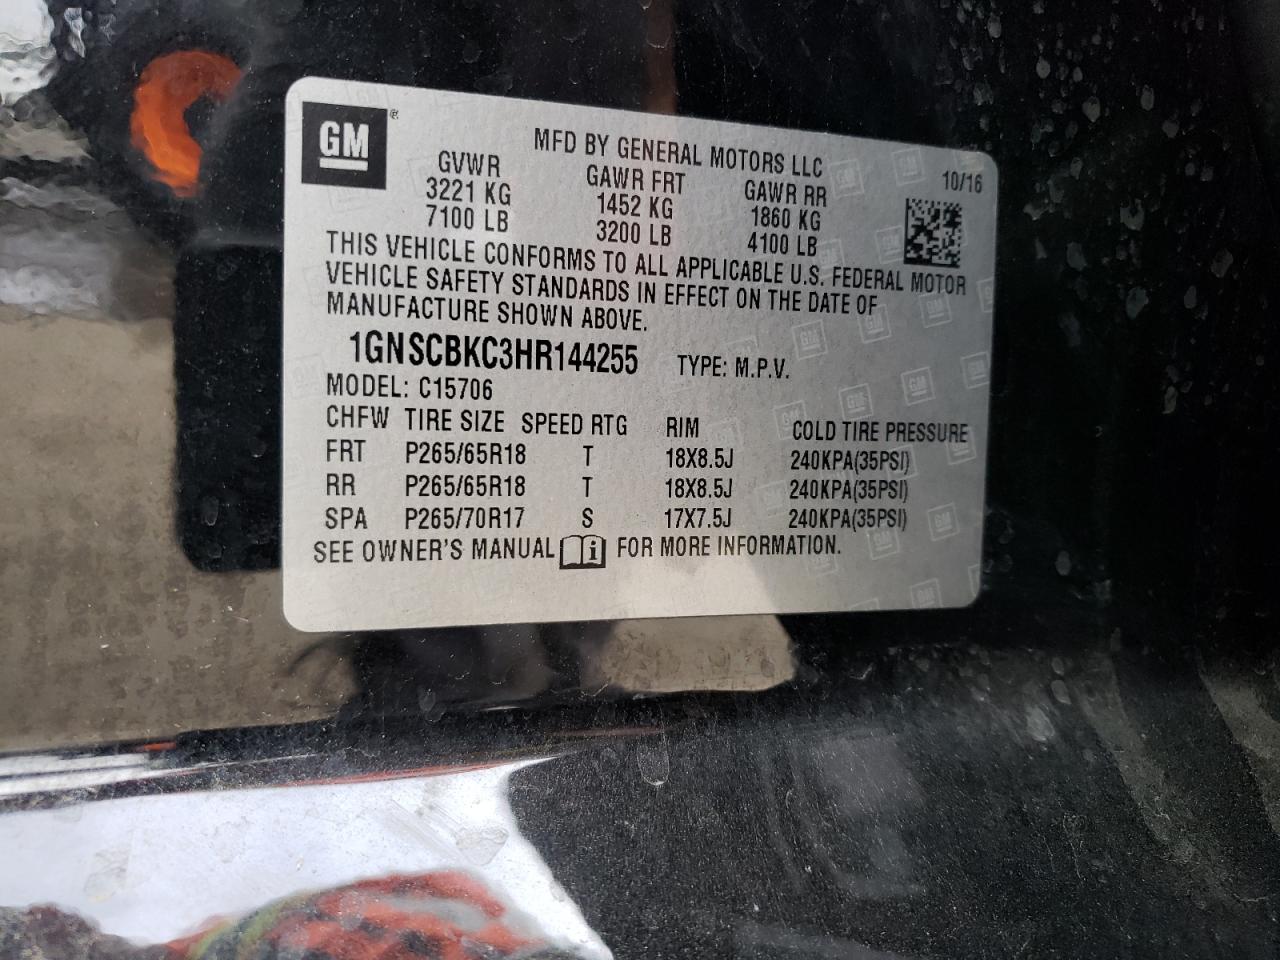 GM®
MFD BY GENERAL MOTORS LLC
10/16
GVWR GAWR FRT GAWR RR
3221 KG 1452 KG 1860 KG
7100 LB 3200 LB 4100 LB
THIS VEHICLE CONFORMS TO ALL APPLICABLE U.S. FEDERAL MOTOR
VEHICLE SAFETY STANDARDS IN EFFECT ON THE DATE OF
MANUFACTURE SHOWN ABOVE.
1GNSCBKC3HR144255 TYPE: M.P.V.
MODEL: C15706
CHFW TIRE SIZE SPEED RTG RIM COLD TIRE PRESSURE
FRT P265/65R18 T 18X8.5J 240KPA(35PSI)
RR P265/65R18 T 18X8.5J 240KPA(35PSI)
SPA P265/70R17 S 17X7.5J 240KPA(35PSI)
SEE OWNER'S MANUAL i FOR MORE INFORMATION.